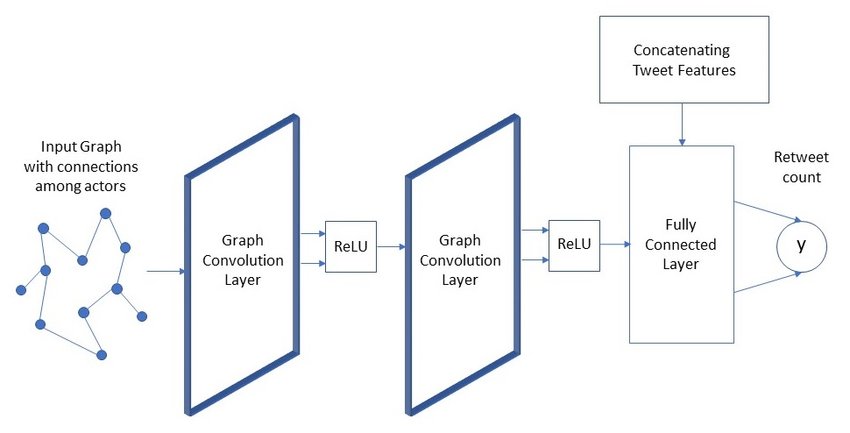 Input Graph
with connections
among actors
Graph
Convolution
Layer
ReLU
Graph
Convolution
Layer
ReLU
Concatenating
Tweet Features
Fully
Connected
Layer
Retweet
count
y